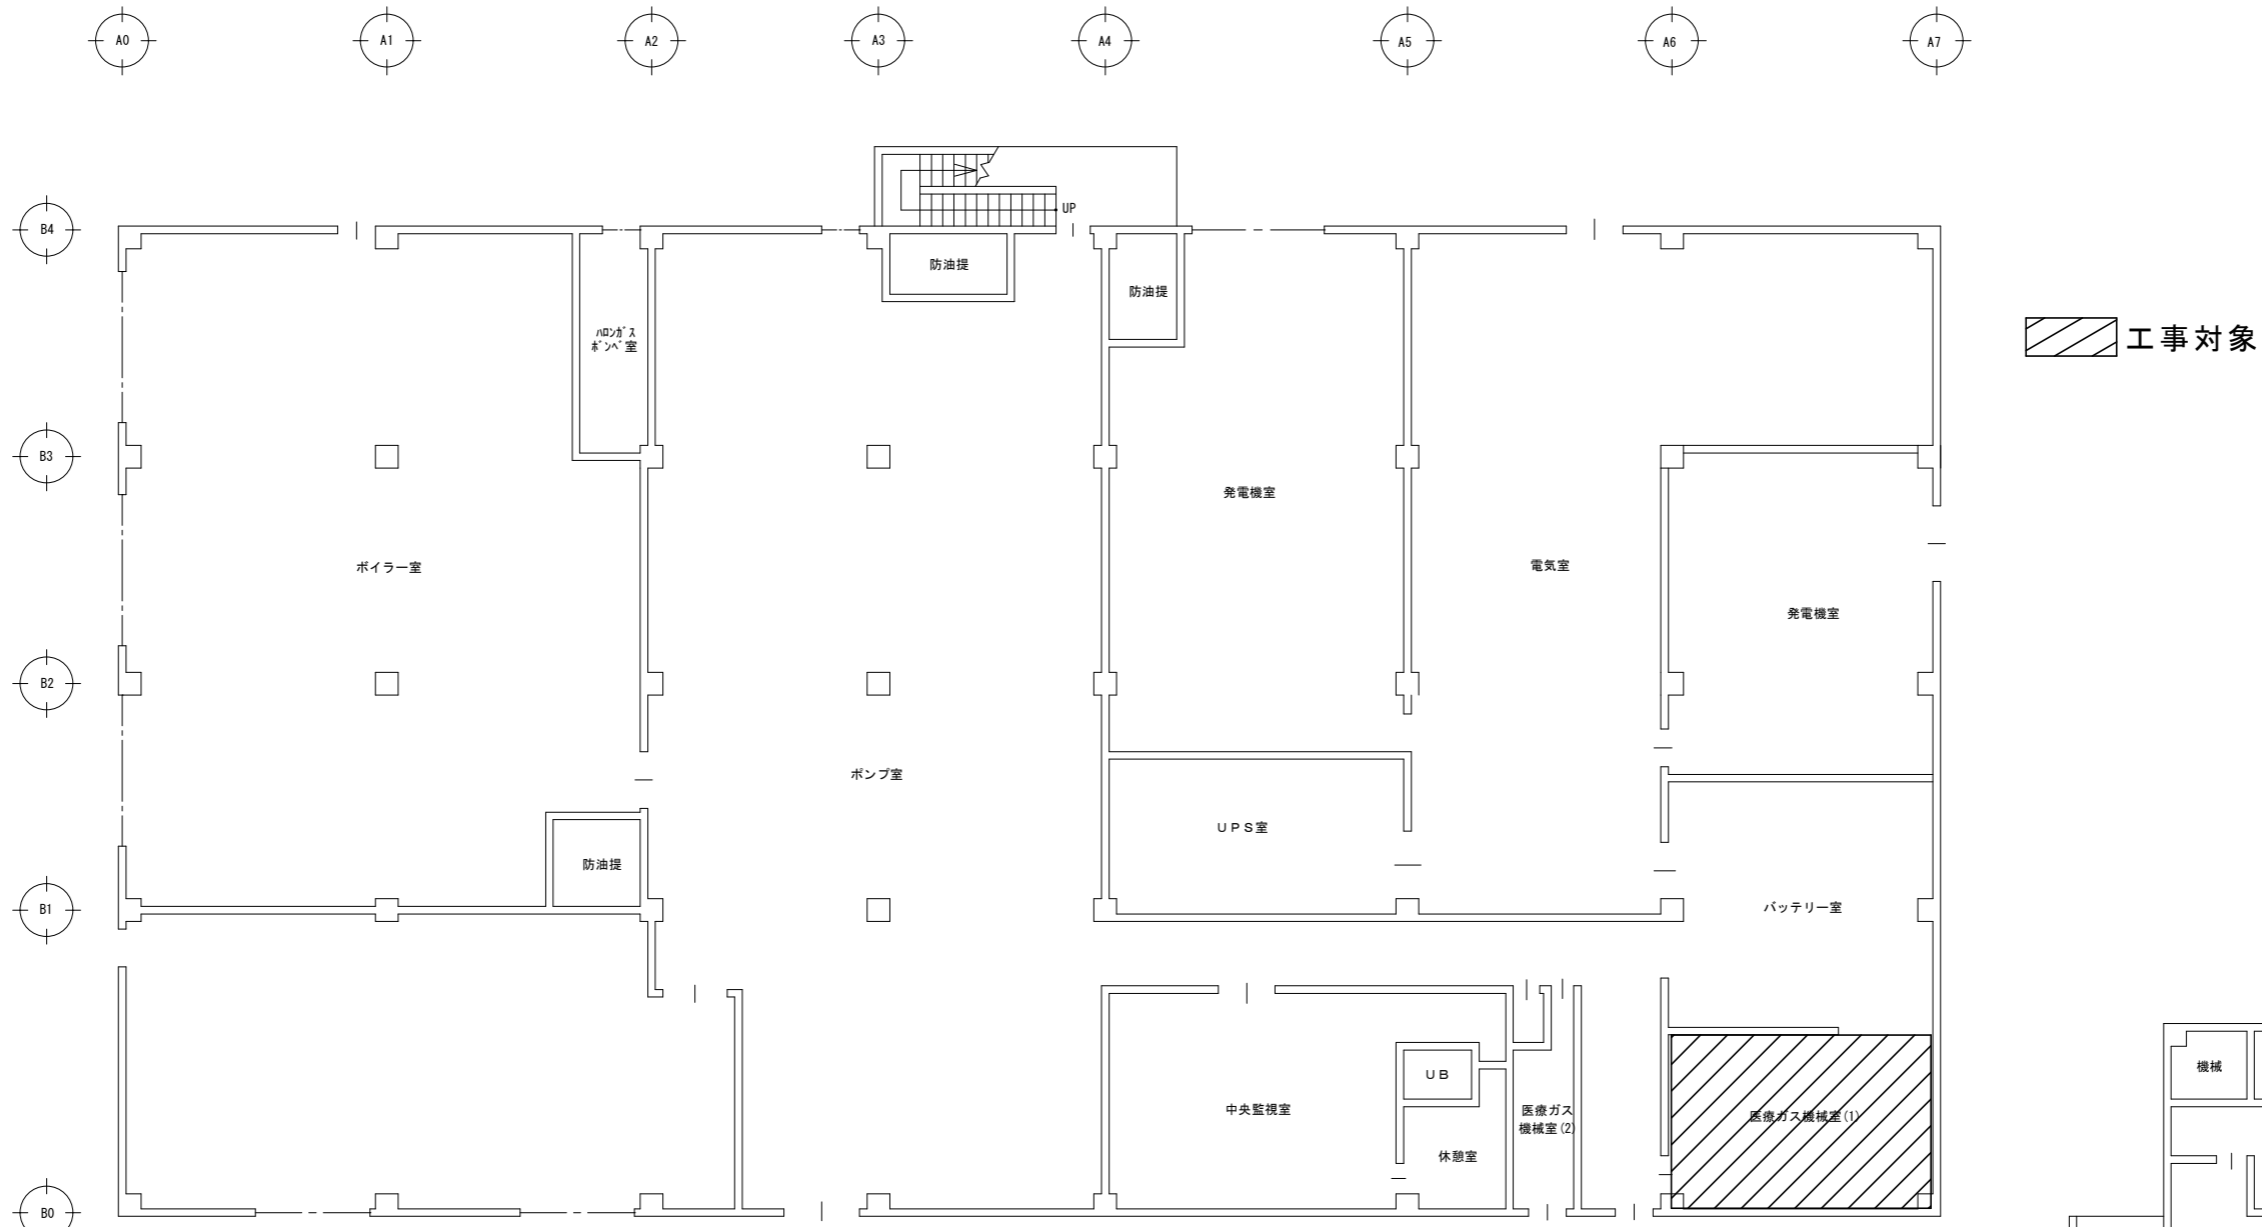 A0
A1
A2
A3
A4
A5
A6
A7
UP
B4
防油提
防油提
ﾊﾛﾝｶﾞｽ
ﾎﾞﾝﾍﾞ室
工事対象
B3
発電機室
ボイラー室
電気室
発電機室
B2
ポンプ室
UPS室
防油提
B1
バッテリー室
UB
機械
中央監視室
医療ガス
機械室(2)
医療ガス機械室(1)
休憩室
B0